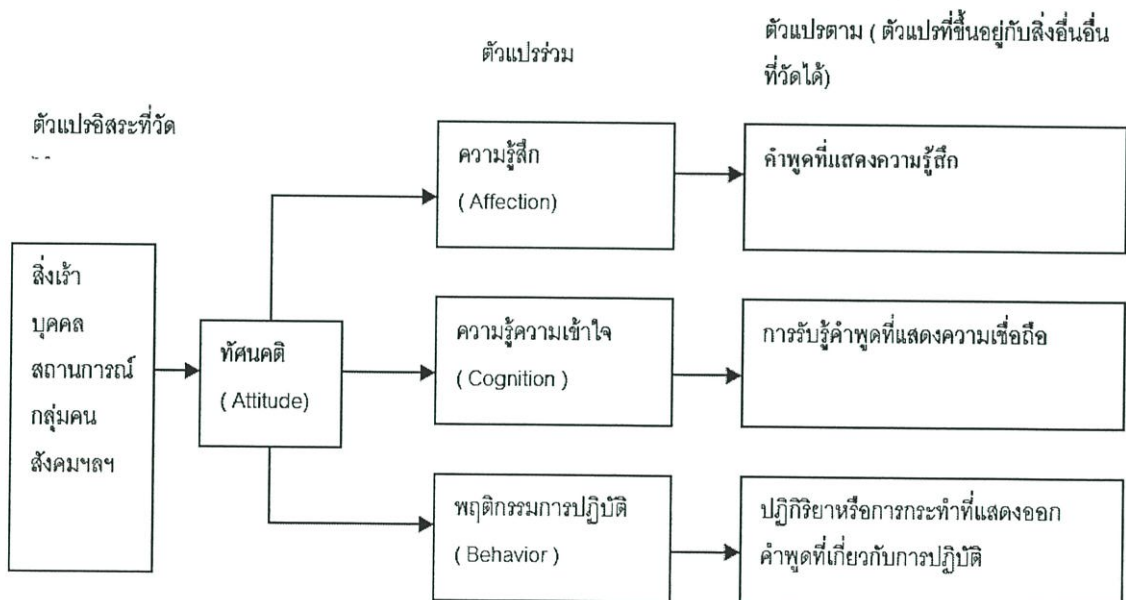 ตัวแปรตาม ( ตัวแปรที่ขึ้นอยู่กับสิ่งอื่นอื่น
ที่วัดได้)
ตัวแปรร่วม
ตัวแปรอิสระที่วัด
ความรู้สึก
( Affection)
คำพูดที่แสดงความรู้สึก
สิ่งเร้า
บุคคล
สถานการณ์
กลุ่มคน
สังคมฯลฯ
ทัศนคติ
( Attitude)
ความรู้ความเข้าใจ
( Cognition )
การรับรู้คำพูดที่แสดงความเชื่อถือ
พฤติกรรมการปฏิบัติ
( Behavior )
ปฏิกิริยาหรือการกระทำที่แสดงออก
คำพูดที่เกี่ยวกับการปฏิบัติ